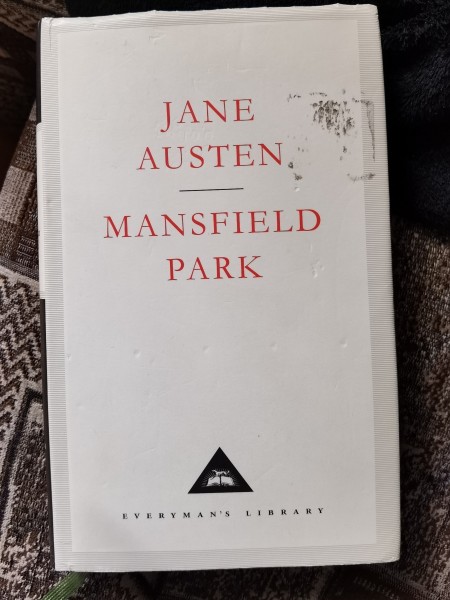 JANE
AUSTEN
MANSFIELD
PARK
EVERYMAN'S LIBRARY